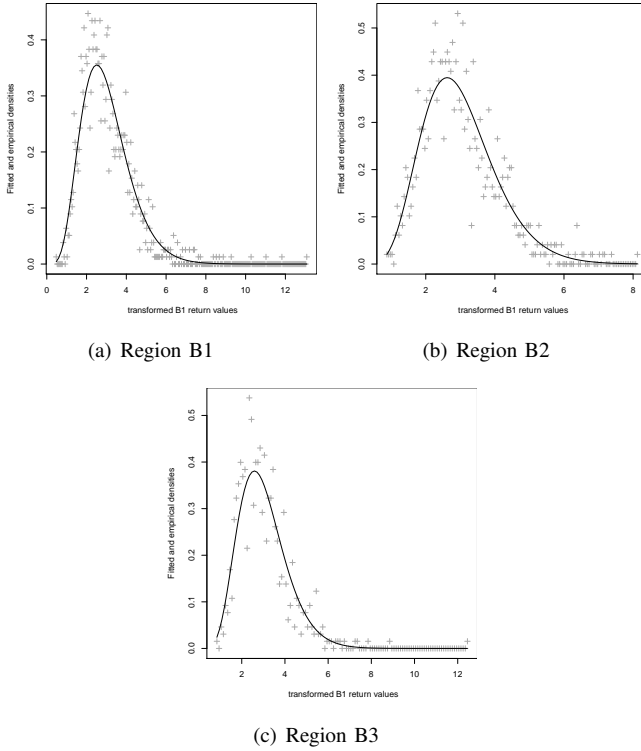 Fitted and empirical densities
0.4
0.3
0.2
0.1
0.0
0 2 4 6 8 10 12
transformed B1 return values
(a) Region B1
Fitted and empirical densities
0.5
0.4
0.3
0.2
0.1
0.0
2 4 6 8
transformed B1 return values
(b) Region B2
Fitted and empirical densities
0.5
0.4
0.3
0.2
0.1
0.0
2 4 6 8 10 12
transformed B1 return values
(c) Region B3